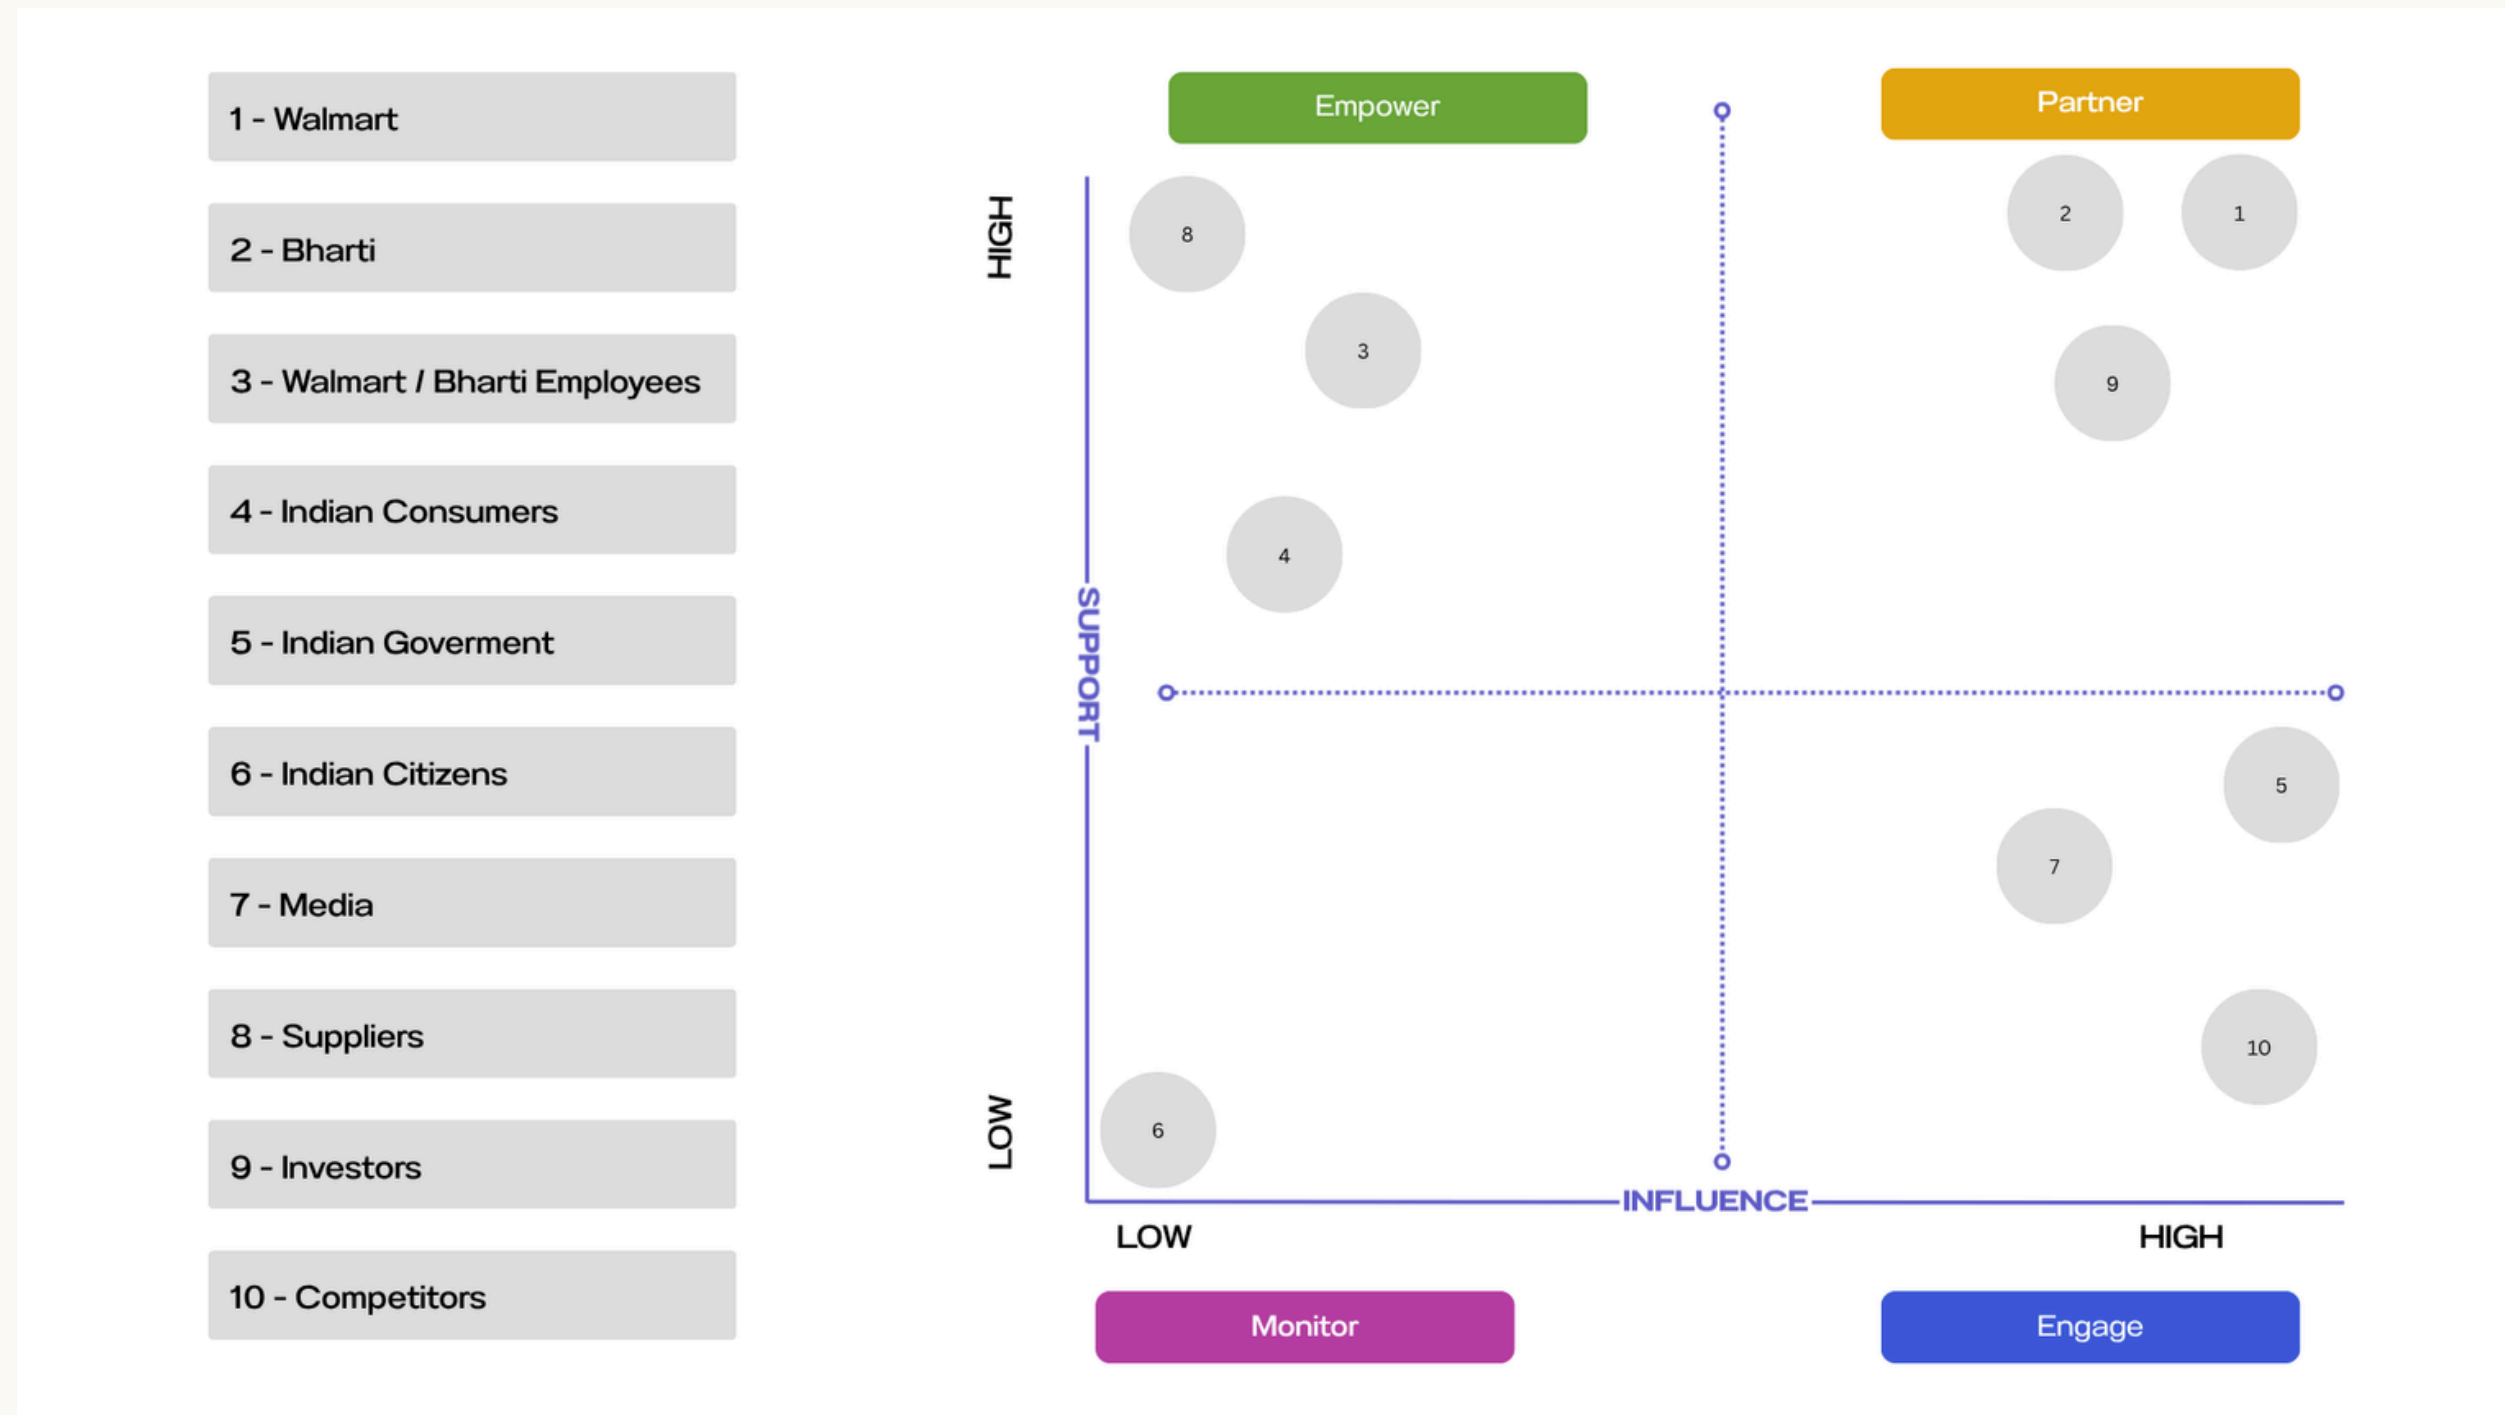 1 - Walmart
2 - Bharti
3 - Walmart / Bharti Employees
4 - Indian Consumers
5 - Indian Goverment
6 - Indian Citizens
7 - Media
8 - Suppliers
9 - Investors
10 - Competitors
Empower
Partner
HIGH
8
2
1
3
9
4
SUPPORT
5
7
10
LOW
6
INFLUENCE
LOW
HIGH
Monitor
Engage